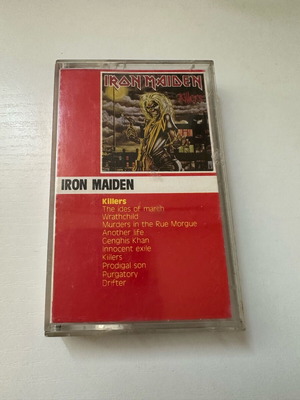 IRON MAIDEN
Killers
IRON MAIDEN
Killers
The ides of march
Wrathchild
Murders in the Rue Morgue
Another life
Genghis Khan
Innocent exile
Killers
Prodigal son
Purgatory
Drifter